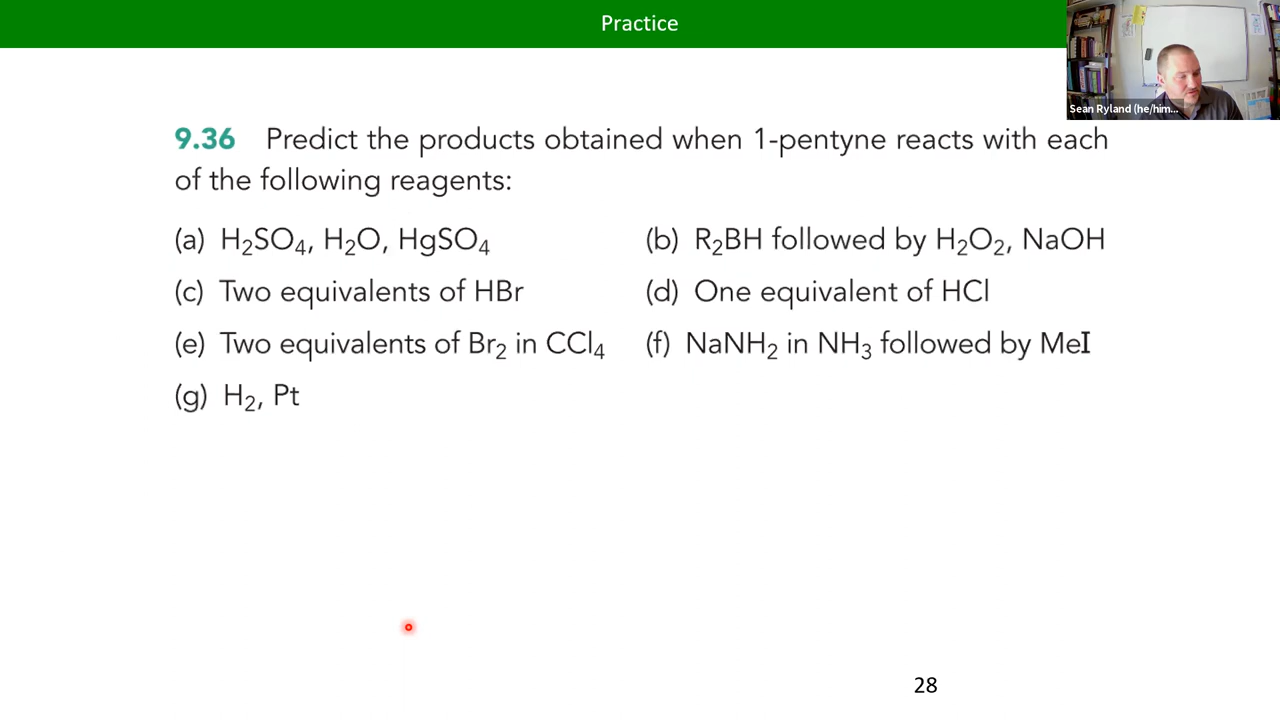 Practice
Sean Ryland (he/him...
9.36 Predict the products obtained when 1-pentyne reacts with each
of the following reagents:
(a) H₂SO₄, H₂O, HgSO₄ (b) R₂BH followed by H₂O₂, NaOH
(c) Two equivalents of HBr (d) One equivalent of HCl
(e) Two equivalents of Br₂ in CCl₄ (f) NaNH₂ in NH₃ followed by MeI
(g) H₂, Pt
28